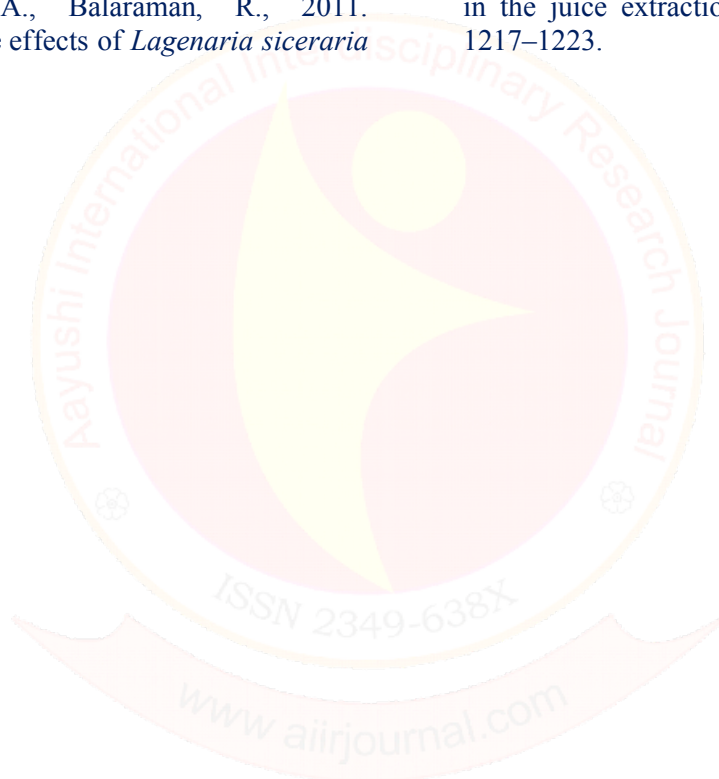 A., Balaraman, R., 2011.
effects of Lagenaria siceraria
in the juice extractio
1217–1223.
Aayushi International Interdisciplinary Research Journal
ISSN 2349-638X
www aiirjournal.com